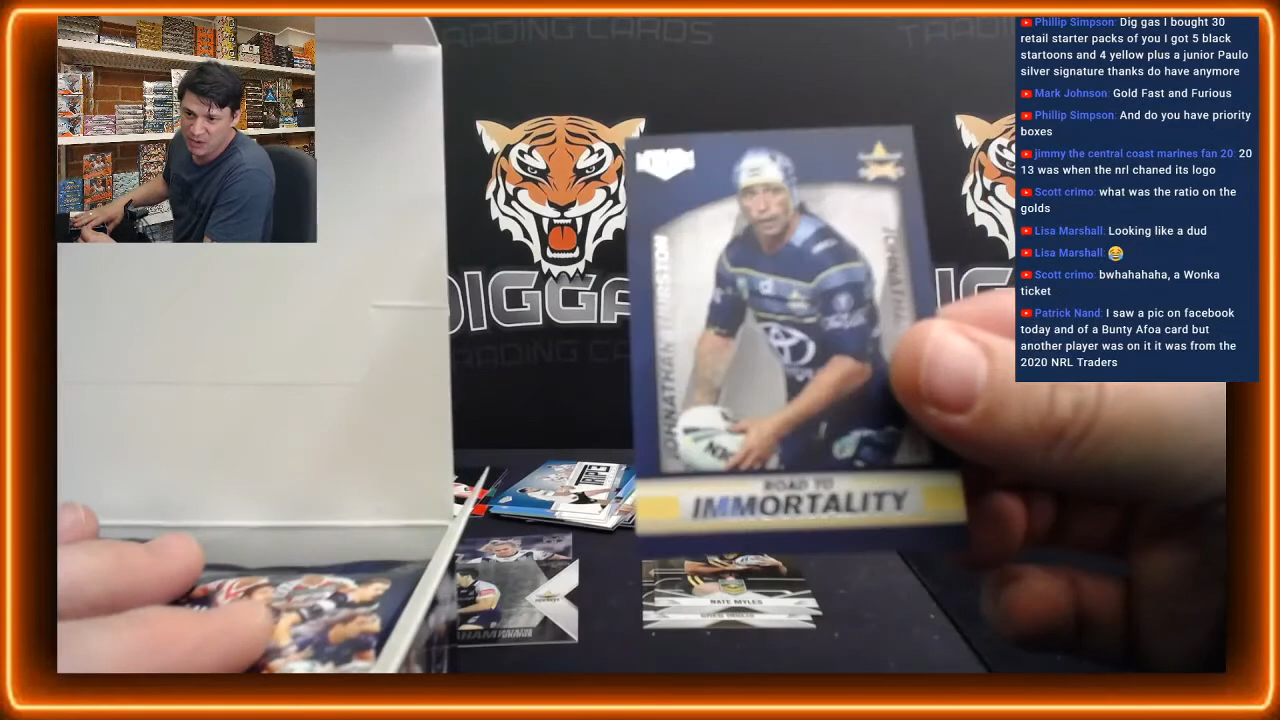 Phillip Simpson: Dig gas I bought 30
retail starter packs of you I got 5 black
startoons and 4 yellow plus a junior Paulo
silver signature thanks do have anymore
Mark Johnson: Gold Fast and Furious
Phillip Simpson: And do you have priority
boxes
jimmy the central coast marines fan 20: 20
13 was when the nrl chaned its logo
Scott crimo: what was the ratio on the
golds
Lisa Marshall: Looking like a dud
Lisa Marshall: 😂
Scott crimo: bwhahahaha, a Wonka
ticket
Patrick Nand: I saw a pic on facebook
today and of a Bunty Afoa card but
another player was on it it was from the
2020 NRL Traders
TRADING CARDS
DIGGA
JOHNATHAN THURSTON
ROAD TO
IMMORTALITY
NATE MYLES